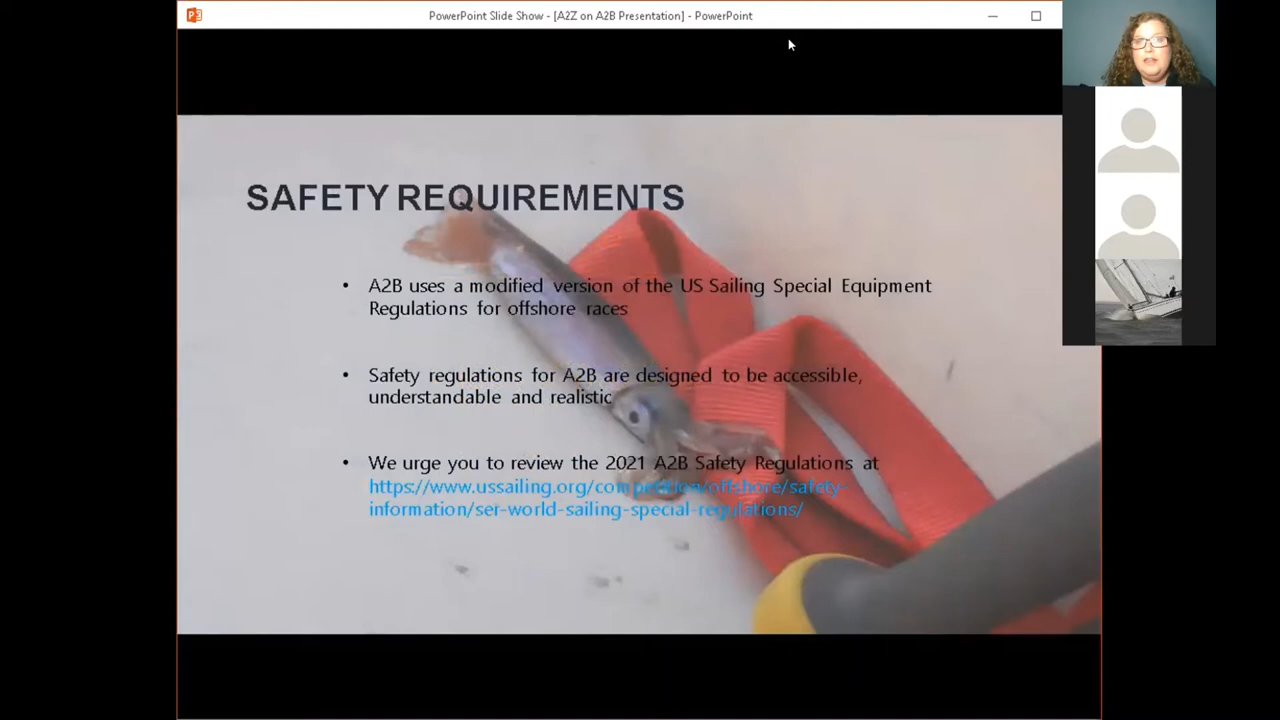 PowerPoint Slide Show - [A2Z on A2B Presentation] - PowerPoint
SAFETY REQUIREMENTS
• A2B uses a modified version of the US Sailing Special Equipment
Regulations for offshore races
• Safety regulations for A2B are designed to be accessible,
understandable and realistic
• We urge you to review the 2021 A2B Safety Regulations at
https://www.ussailing.org/competition/offshore/safety-
information/ser-world-sailing-special-regulations/